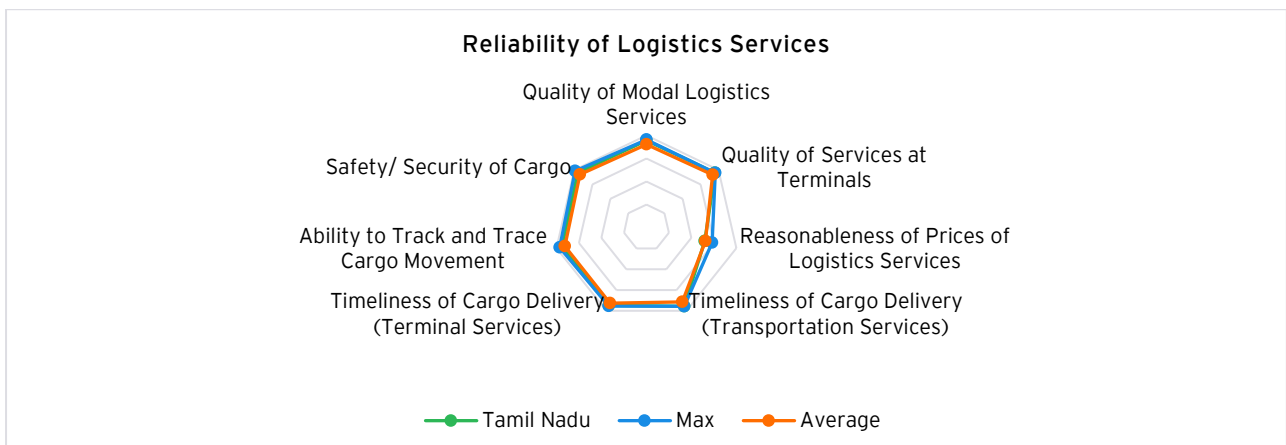 Reliability of Logistics Services
Quality of Modal Logistics
Services
Quality of Services at
Terminals
Reasonableness of Prices of
Logistics Services
Timeliness of Cargo Delivery
(Transportation Services)
Timeliness of Cargo Delivery
(Terminal Services)
Ability to Track and Trace
Cargo Movement
Safety/ Security of Cargo
Tamil Nadu
Max
Average